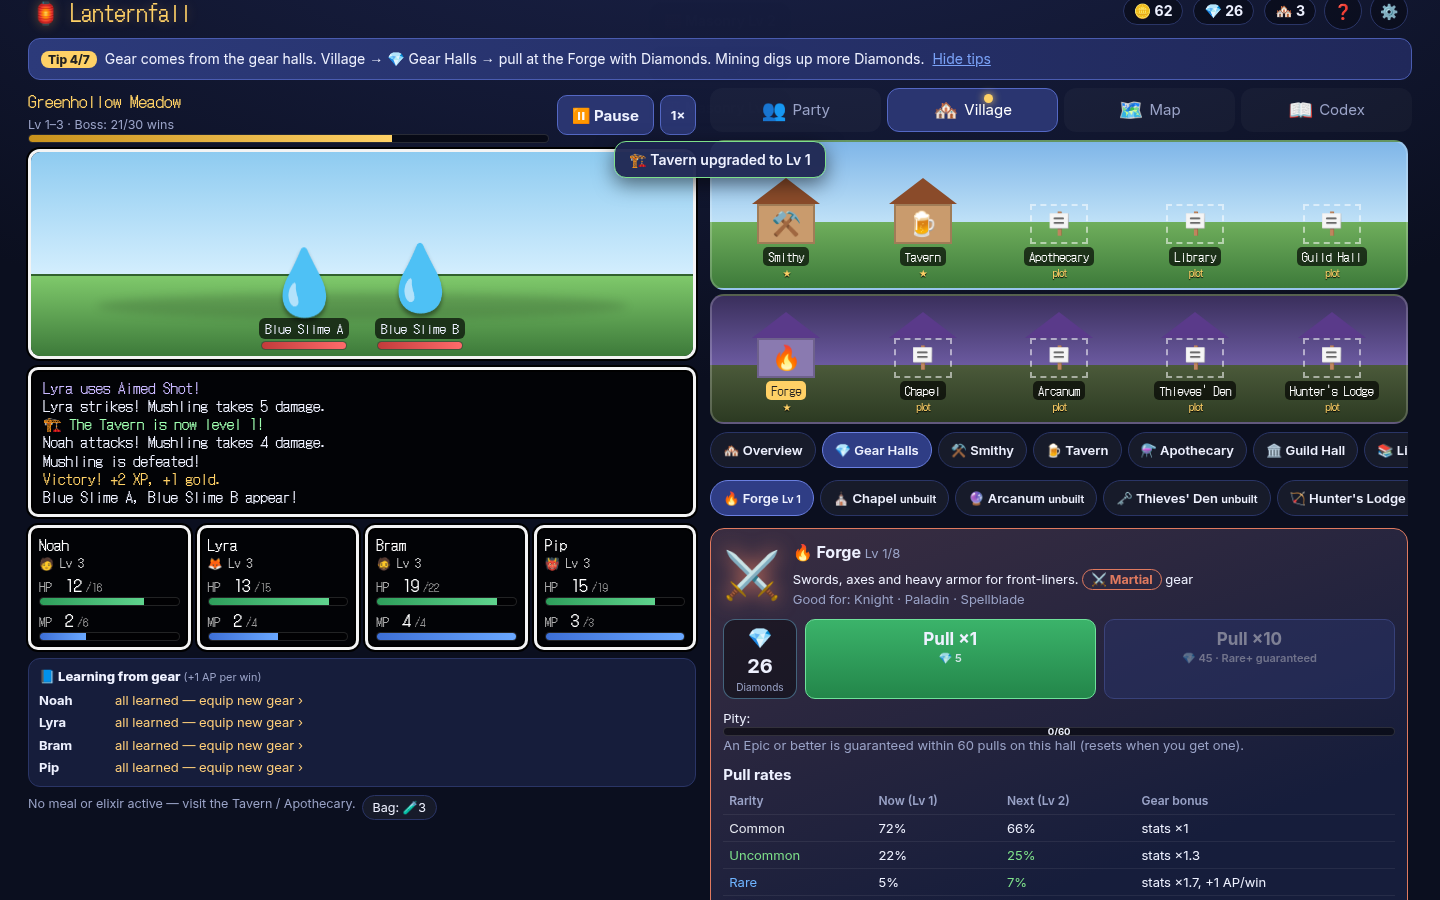 Lanternfall
62
26
3
Tip 4/7 Gear comes from the gear halls. Village → 💎 Gear Halls → pull at the Forge with Diamonds. Mining digs up more Diamonds. Hide tips
Greenhollow Meadow
Lv 1–3 · Boss: 21/30 wins
Pause
1×
Party
Village
Map
Codex
Tavern upgraded to Lv 1
Smithy
Tavern
Apothecary
Library
Guild Hall
plot
plot
plot
Blue Slime A
Blue Slime B
Forge
Chapel
Arcanum
Thieves' Den
Hunter's Lodge
plot
plot
plot
plot
Lyra uses Aimed Shot!
Lyra strikes! Mushling takes 5 damage.
The Tavern is now level 1!
Noah attacks! Mushling takes 4 damage.
Mushling is defeated!
Victory! +2 XP, +1 gold.
Blue Slime A, Blue Slime B appear!
Overview
Gear Halls
Smithy
Tavern
Apothecary
Guild Hall
Li
Forge Lv 1
Chapel unbuilt
Arcanum unbuilt
Thieves' Den unbuilt
Hunter's Lodge
Noah
Lv 3
HP 12/16
MP 2/6
Lyra
Lv 3
HP 13/15
MP 2/4
Bram
Lv 3
HP 19/22
MP 4/4
Pip
Lv 3
HP 15/19
MP 3/3
Forge Lv 1/8
Swords, axes and heavy armor for front-liners. Martial gear
Good for: Knight · Paladin · Spellblade
26
Diamonds
Pull ×1
5
Pull ×10
45 · Rare+ guaranteed
Pity:
0/60
An Epic or better is guaranteed within 60 pulls on this hall (resets when you get one).
Learning from gear (+1 AP per win)
Noah all learned — equip new gear ›
Lyra all learned — equip new gear ›
Bram all learned — equip new gear ›
Pip all learned — equip new gear ›
No meal or elixir active — visit the Tavern / Apothecary.
Bag: 3
Pull rates
Rarity Now (Lv 1) Next (Lv 2) Gear bonus
Common 72% 66% stats ×1
Uncommon 22% 25% stats ×1.3
Rare 5% 7% stats ×1.7, +1 AP/win